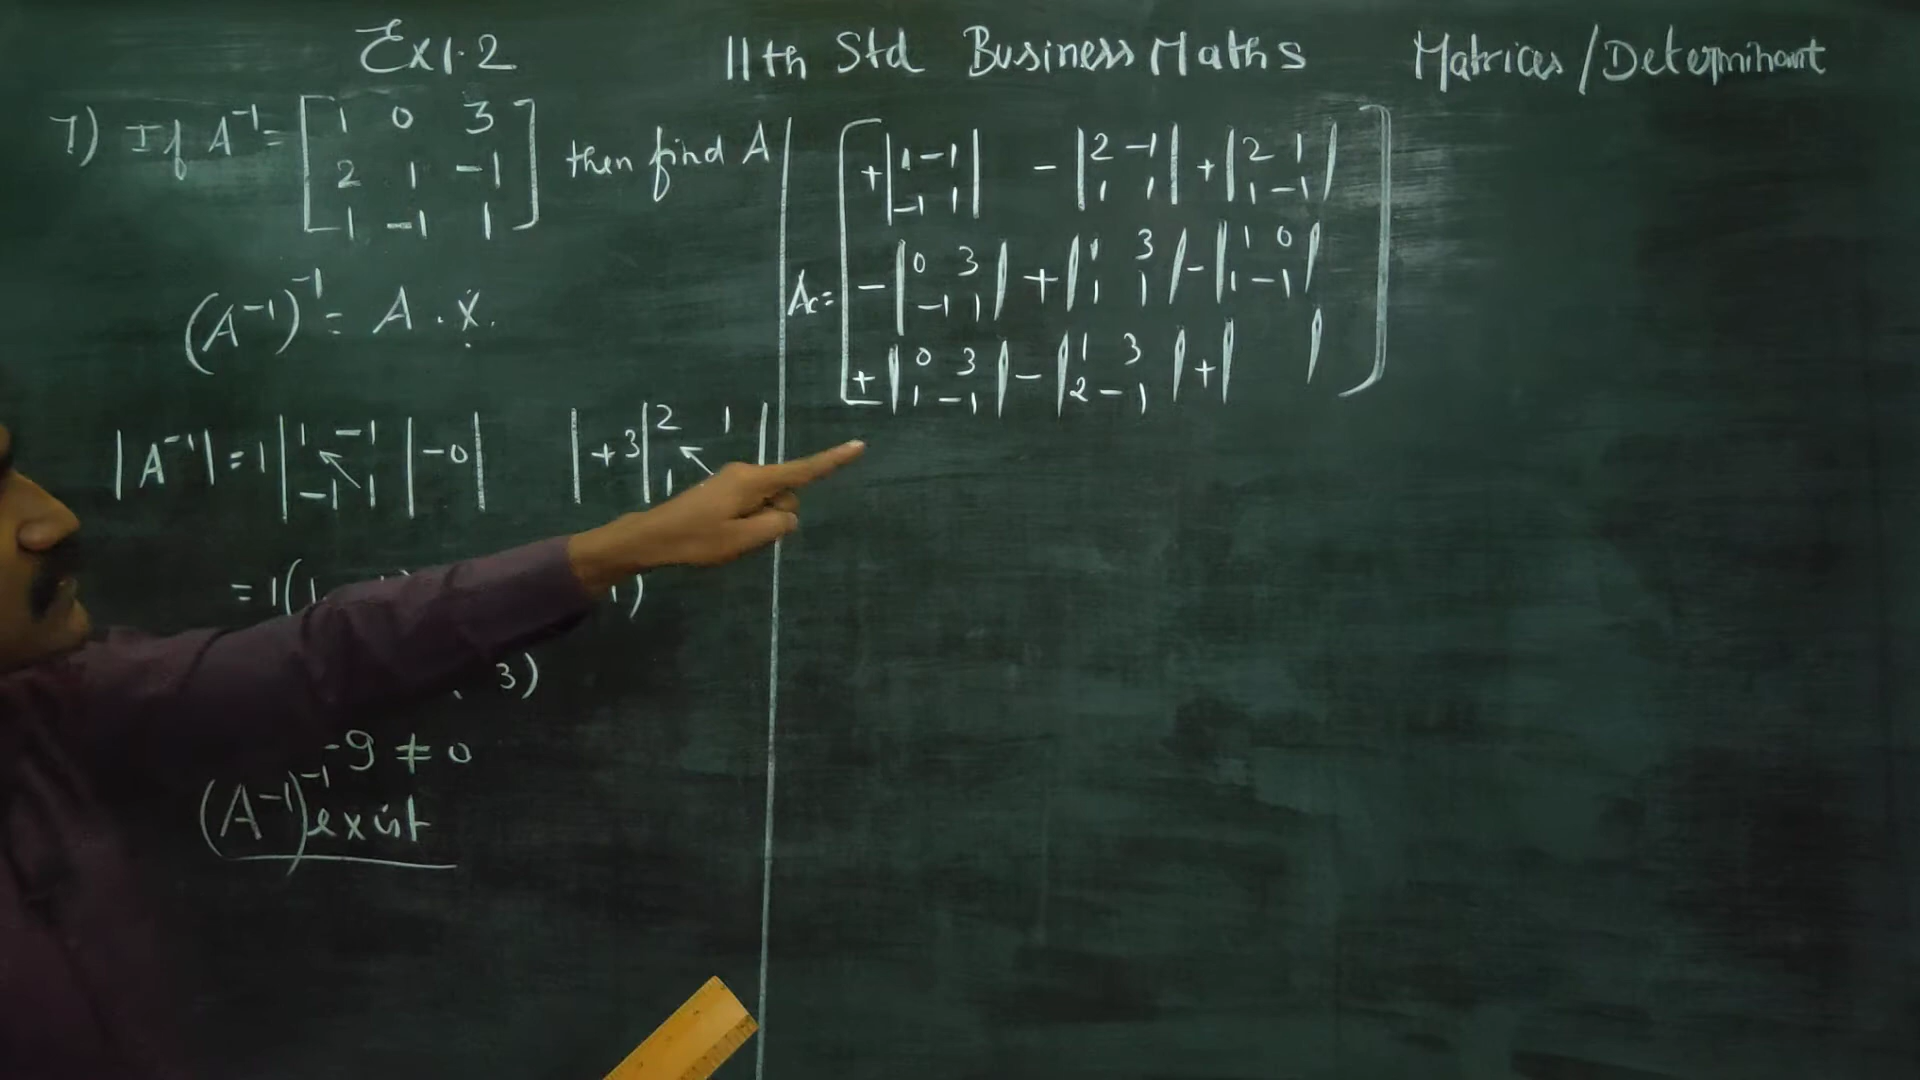 Ex 1.2 11th Std Business Maths Matrices/Determinant
7) If A⁻¹ = [1 0 3
2 1 -1
1 -1 1] then find A
(A⁻¹)⁻¹ = A . x.
|A⁻¹| = 1 |1 -1| - 0 | | + 3 |2 1
-1 1 1
= 1(1
1)
3)
-9 ≠ 0
(A⁻¹)⁻¹ exist
+|1 -1| -|2 -1| +|2 1|
-1 1 1 1 1 -1
Ac = -|0 3| +|1 3| -|1 0|
-1 1 1 1 1 -1
+|0 3| -|1 3| +| |
1 -1 2 -1